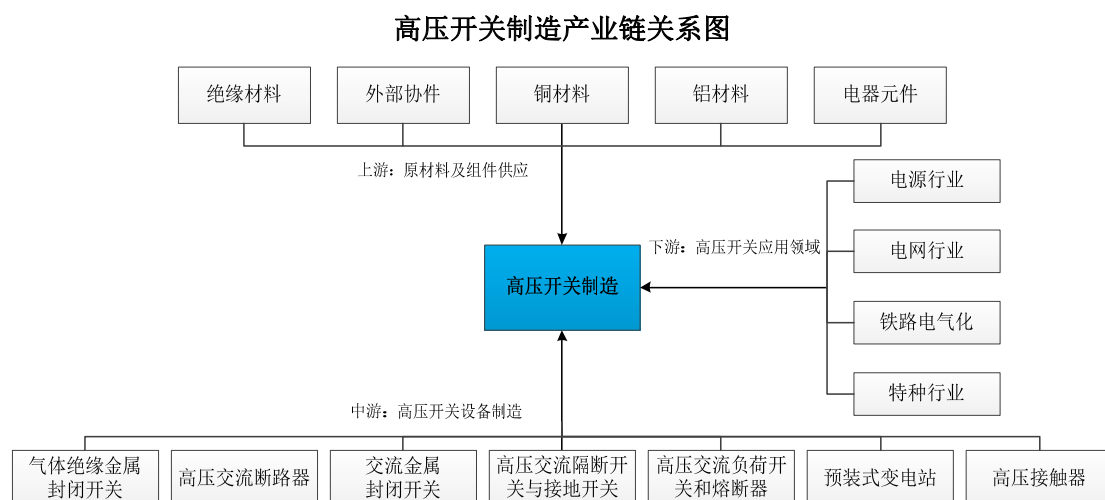 高压开关制造产业链关系图
绝缘材料
外部协件
铜材料
铝材料
电器元件
上游：原材料及组件供应
电源行业
下游：高压开关应用领域
电网行业
高压开关制造
铁路电气化
特种行业
中游：高压开关设备制造
气体绝缘金属
封闭开关
高压交流断路器
交流金属
封闭开关
高压交流隔断开
关与接地开关
高压交流负荷开
关和熔断器
预装式变电站
高压接触器